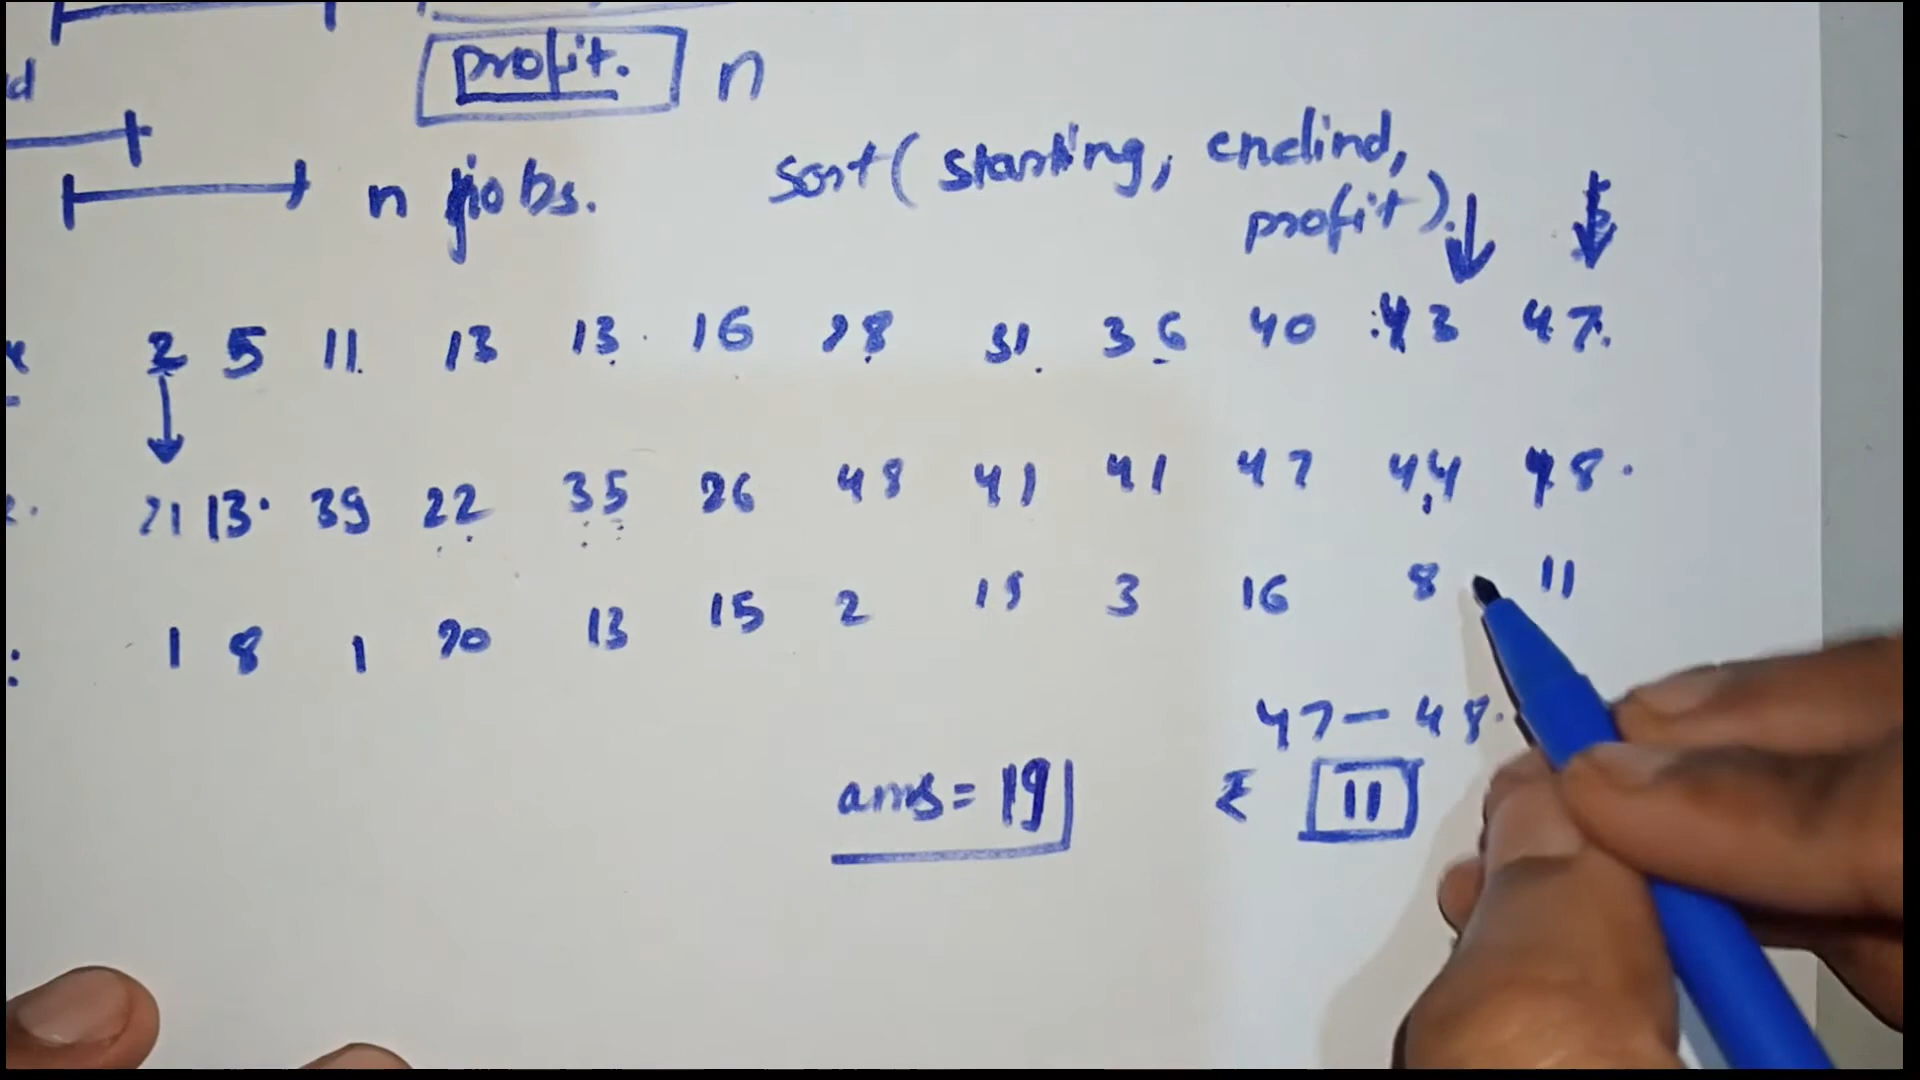 profit. n
d
sort( starting, endind,
n jobs.
profit).
2 5 11 13 13 16 28 31 36 40 43 47.
21 13 39 22 35 26 48 41 41 47 44 48.
: 1 8 1 20 13 15 2 15 3 16 8 11
47-48.
ans = 19 11